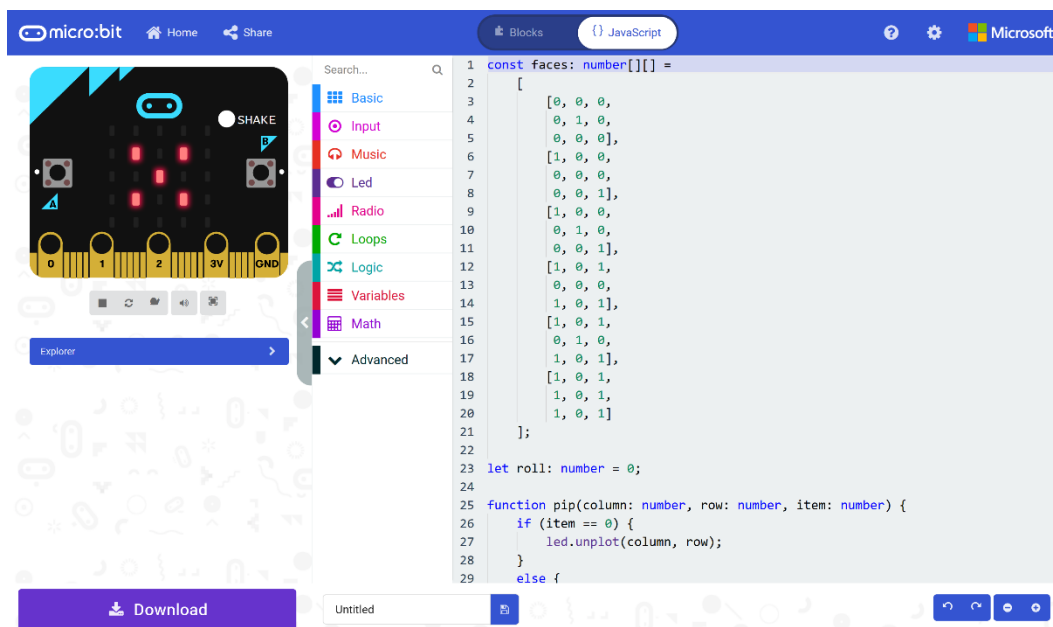 micro:bit Home Share Blocks {} JavaScript ? Microsoft
SHAKE
B
A
0 1 2 3V GND
Explorer
Download
Search...
Basic
Input
Music
Led
Radio
Loops
Logic
Variables
Math
Advanced
1 const faces: number[][] =
2 [
3 [0, 0, 0,
4 0, 1, 0,
5 0, 0, 0],
6 [1, 0, 0,
7 0, 0, 0,
8 0, 0, 1],
9 [1, 0, 0,
10 0, 1, 0,
11 0, 0, 1],
12 [1, 0, 1,
13 0, 0, 0,
14 1, 0, 1],
15 [1, 0, 1,
16 0, 1, 0,
17 1, 0, 1],
18 [1, 0, 1,
19 1, 0, 1,
20 1, 0, 1]
21 ];
22
23 let roll: number = 0;
24
25 function pip(column: number, row: number, item: number) {
26 if (item == 0) {
27 led.unplot(column, row);
28 }
29 else {
Untitled